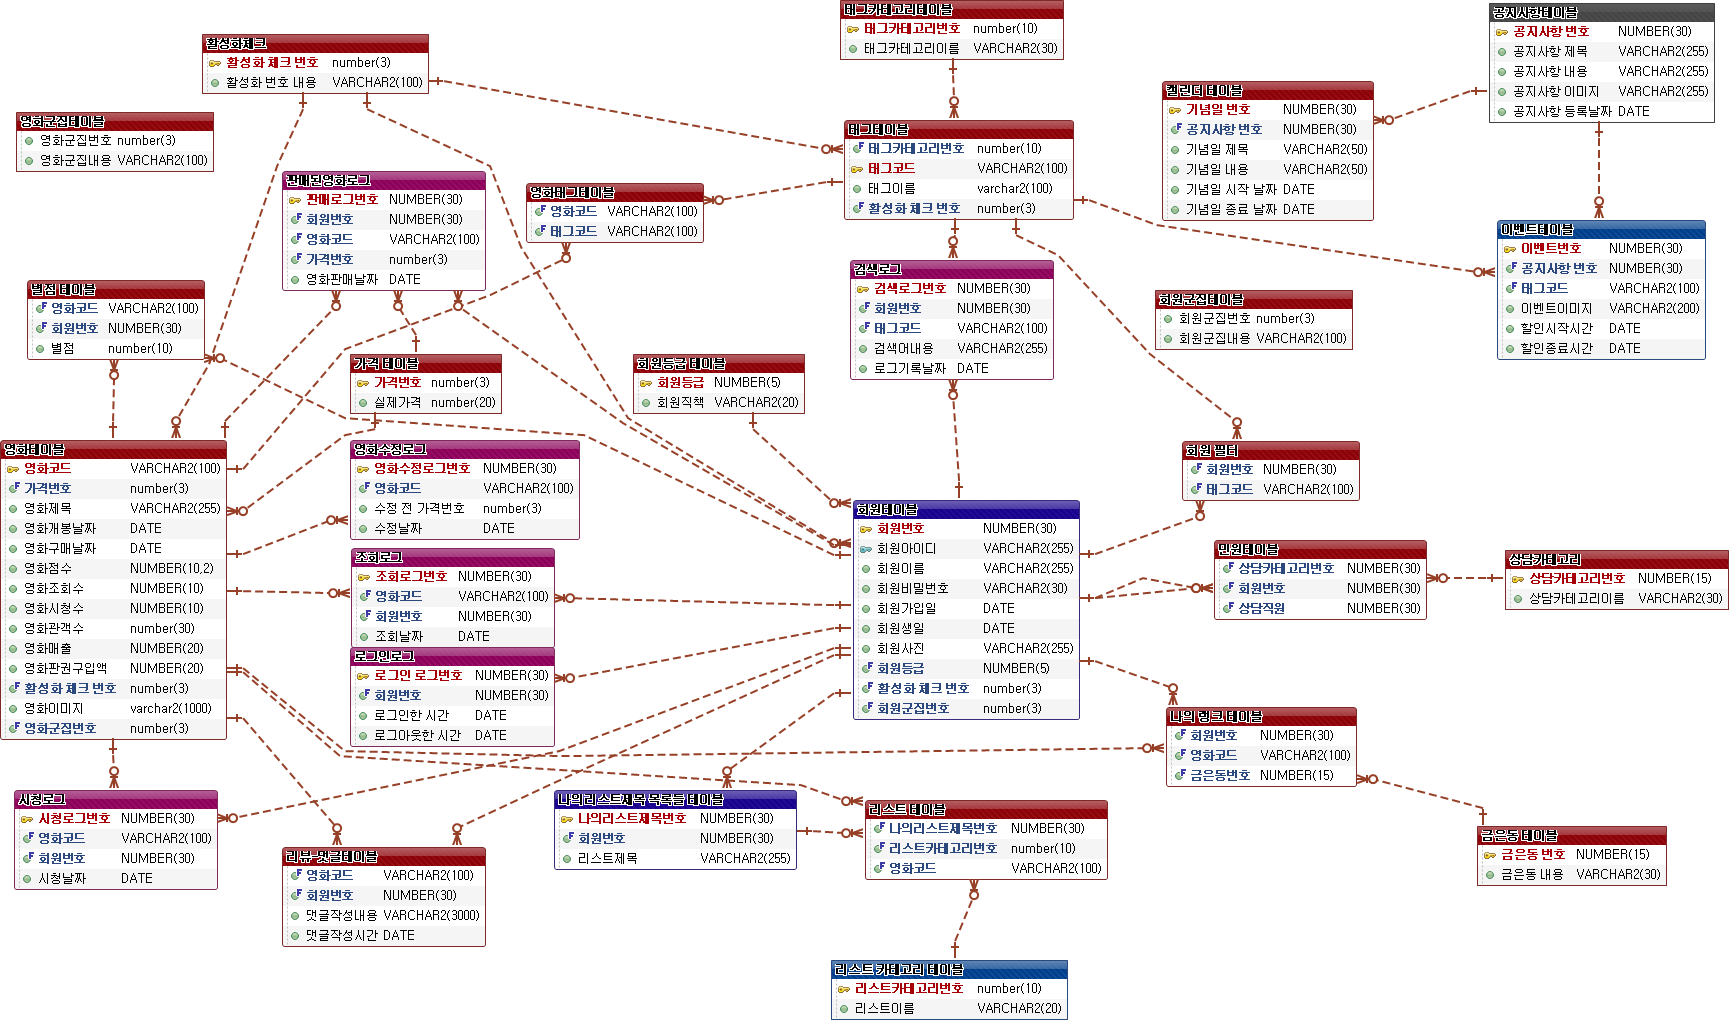 태그카테고리테이블
태그카테고리번호 number(10)
태그카테고리이름 VARCHAR2(30)
공지사항테이블
공지사항 번호 NUMBER(30)
공지사항 제목 VARCHAR2(255)
공지사항 내용 VARCHAR2(255)
공지사항 이미지 VARCHAR2(255)
공지사항 등록날짜 DATE
활성화체크
활성화 체크 번호 number(3)
활성화 번호 내용 VARCHAR2(100)
캘린더 테이블
기념일 번호 NUMBER(30)
공지사항 번호 NUMBER(30)
기념일 제목 VARCHAR2(50)
기념일 내용 VARCHAR2(50)
기념일 시작 날짜 DATE
기념일 종료 날짜 DATE
영화군집테이블
영화군집번호 number(3)
영화군집내용 VARCHAR2(100)
태그테이블
태그카테고리번호 number(10)
태그코드 VARCHAR2(100)
태그이름 varchar2(100)
활성화 체크 번호 number(3)
판매된영화로그
판매로그번호 NUMBER(30)
회원번호 NUMBER(30)
영화코드 VARCHAR2(100)
가격번호 number(3)
영화판매날짜 DATE
영화태그테이블
영화코드 VARCHAR2(100)
태그코드 VARCHAR2(100)
이벤트테이블
이벤트번호 NUMBER(30)
공지사항 번호 NUMBER(30)
태그코드 VARCHAR2(100)
이벤트이미지 VARCHAR2(200)
할인시작시간 DATE
할인종료시간 DATE
검색로그
검색로그번호 NUMBER(30)
회원번호 NUMBER(30)
태그코드 VARCHAR2(100)
검색어내용 VARCHAR2(255)
로그기록날짜 DATE
별점 테이블
영화코드 VARCHAR2(100)
회원번호 NUMBER(30)
별점 number(10)
회원군집테이블
회원군집번호 number(3)
회원군집내용 VARCHAR2(100)
가격 테이블
가격번호 number(3)
실제가격 number(20)
회원등급 테이블
회원등급 NUMBER(5)
회원직책 VARCHAR2(20)
영화테이블
영화코드 VARCHAR2(100)
가격번호 number(3)
영화제목 VARCHAR2(255)
영화개봉날짜 DATE
영화구매날짜 DATE
영화점수 NUMBER(10,2)
영화조회수 NUMBER(10)
영화시청수 NUMBER(10)
영화관객수 number(30)
영화매출 NUMBER(20)
영화판권구입액 NUMBER(20)
활성화 체크 번호 number(3)
영화이미지 varchar2(1000)
영화군집번호 number(3)
영화수정로그
영화수정로그번호 NUMBER(30)
영화코드 VARCHAR2(100)
수정 전 가격번호 number(3)
수정날짜 DATE
회원 필터
회원번호 NUMBER(30)
태그코드 VARCHAR2(100)
회원테이블
회원번호 NUMBER(30)
회원아이디 VARCHAR2(255)
회원이름 VARCHAR2(255)
회원비밀번호 VARCHAR2(30)
회원가입일 DATE
회원생일 DATE
회원사진 VARCHAR2(255)
회원등급 NUMBER(5)
활성화 체크 번호 number(3)
회원군집번호 number(3)
민원테이블
상담카테고리번호 NUMBER(30)
회원번호 NUMBER(30)
상담직원 NUMBER(30)
상담카테고리
상담카테고리번호 NUMBER(15)
상담카테고리이름 VARCHAR2(30)
조회로그
조회로그번호 NUMBER(30)
영화코드 VARCHAR2(100)
회원번호 NUMBER(30)
조회날짜 DATE
로그인로그
로그인 로그번호 NUMBER(30)
회원번호 NUMBER(30)
로그인한 시간 DATE
로그아웃한 시간 DATE
나의 랭크 테이블
회원번호 NUMBER(30)
영화코드 VARCHAR2(100)
금은동번호 NUMBER(15)
시청로그
시청로그번호 NUMBER(30)
영화코드 VARCHAR2(100)
회원번호 NUMBER(30)
시청날짜 DATE
나의리스트제목 목록들 테이블
나의리스트제목번호 NUMBER(30)
회원번호 NUMBER(30)
리스트제목 VARCHAR2(255)
리스트 테이블
나의리스트제목번호 NUMBER(30)
리스트카테고리번호 number(10)
영화코드 VARCHAR2(100)
금은동 테이블
금은동 번호 NUMBER(15)
금은동 내용 VARCHAR2(30)
리뷰-댓글테이블
영화코드 VARCHAR2(100)
회원번호 NUMBER(30)
댓글작성내용 VARCHAR2(3000)
댓글작성시간 DATE
리스트 카테고리 테이블
리스트카테고리번호 number(10)
리스트이름 VARCHAR2(20)